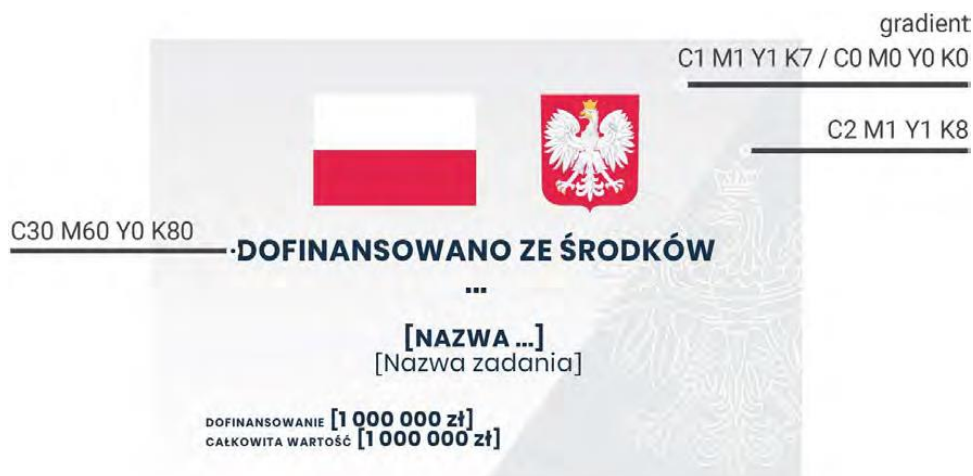 gradient
C1 M1 Y1 K7 / C0 M0 Y0 K0
C2 M1 Y1 K8
C30 M60 Y0 K80
DOFINANSOWANO ZE ŚRODKÓW
...
[NAZWA ...]
[Nazwa zadania]
DOFINANSOWANIE [1 000 000 zł]
CAŁKOWITA WARTOŚĆ [1 000 000 zł]